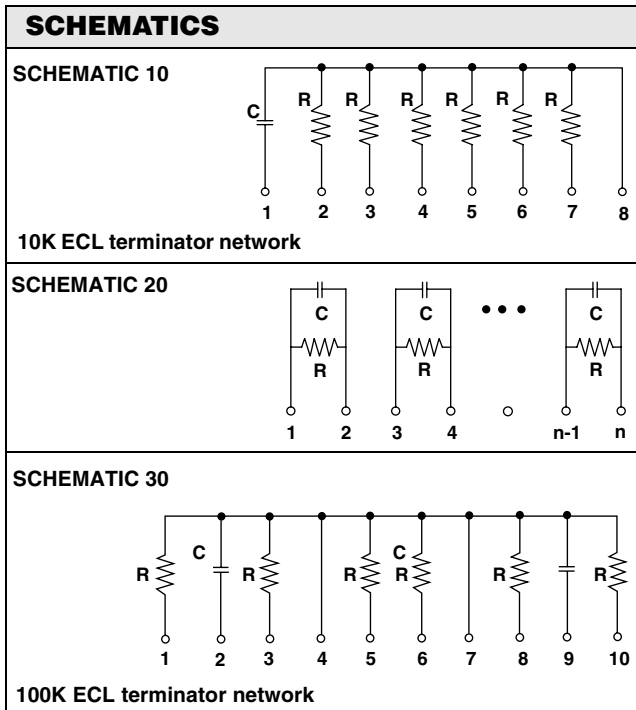 SCHEMATICS
SCHEMATIC 10
C R R R R R R
1 2 3 4 5 6 7 8
10K ECL terminator network
SCHEMATIC 20
C C C
R R R
1 2 3 4 n-1 n
SCHEMATIC 30
C C
R R R R R R
1 2 3 4 5 6 7 8 9 10
100K ECL terminator network